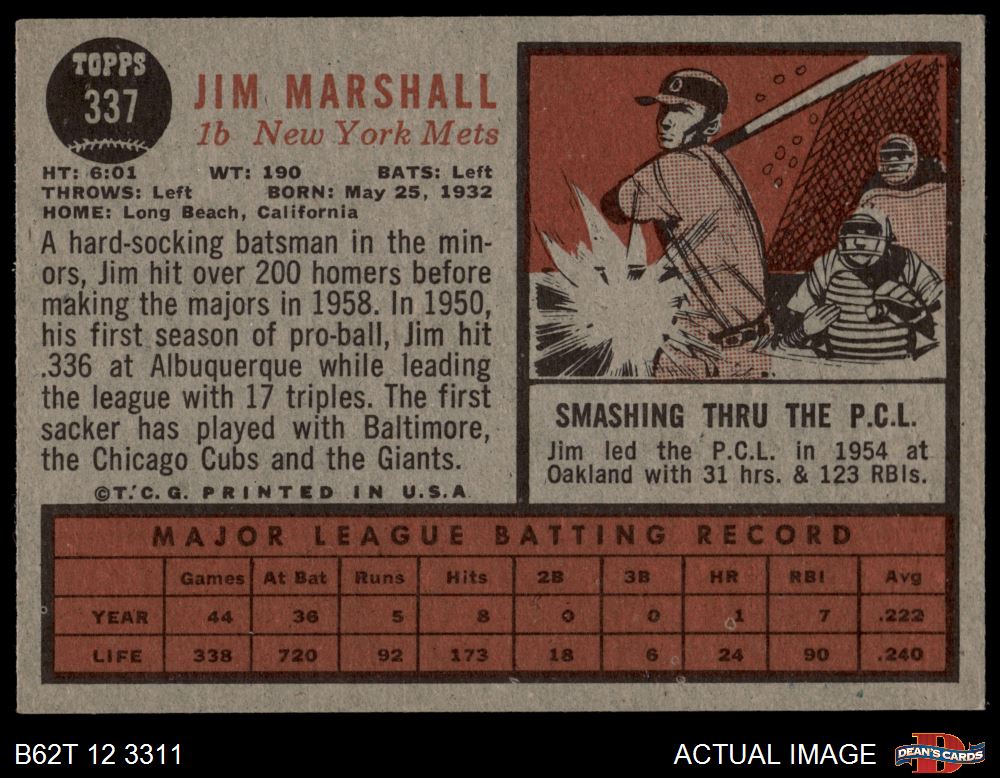 TOPPS
337
JIM MARSHALL
1b New York Mets
HT: 6:01 WT: 190 BATS: Left
THROWS: Left BORN: May 25, 1932
HOME: Long Beach, California
A hard-socking batsman in the min-
ors, Jim hit over 200 homers before
making the majors in 1958. In 1950,
his first season of pro-ball, Jim hit
.336 at Albuquerque while leading
the league with 17 triples. The first
sacker has played with Baltimore,
the Chicago Cubs and the Giants.
©T.C.G. PRINTED IN U.S.A
O
SMASHING THRU THE P.C.L.
Jim led the P.C.L. in 1954 at
Oakland with 31 hrs. & 123 RBIs.
MAJOR LEAGUE BATTING RECORD
Games At Bat Runs Hits 2B 3B HR RBI Avg
YEAR 44 36 5 8 0 0 1 7 .222
LIFE 338 720 92 173 18 6 24 90 .240
B62T 12 3311
ACTUAL IMAGE
DEAN'S CARDS